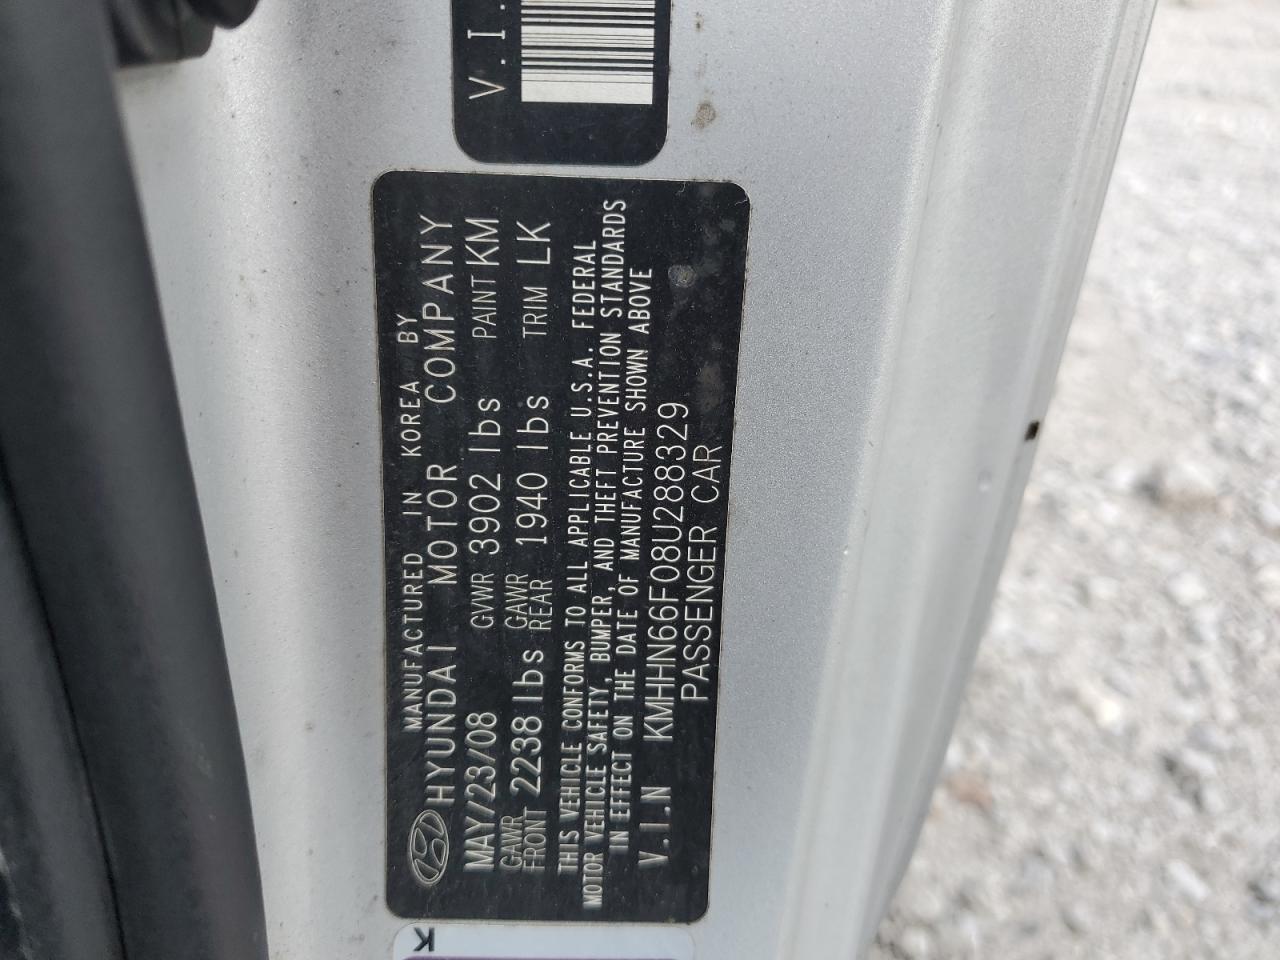 V.I.
MANUFACTURED IN KOREA BY
HYUNDAI MOTOR COMPANY
MAY/23/08 GVWR 3902 lbs PAINT KM
GAWR FRONT 2238 lbs GAWR REAR 1940 lbs TRIM LK
THIS VEHICLE CONFORMS TO ALL APPLICABLE U.S.A. FEDERAL
MOTOR VEHICLE SAFETY, BUMPER, AND THEFT PREVENTION STANDARDS
IN EFFECT ON THE DATE OF MANUFACTURE SHOWN ABOVE
V.I.N KMHHN66F08U288329
PASSENGER CAR
K